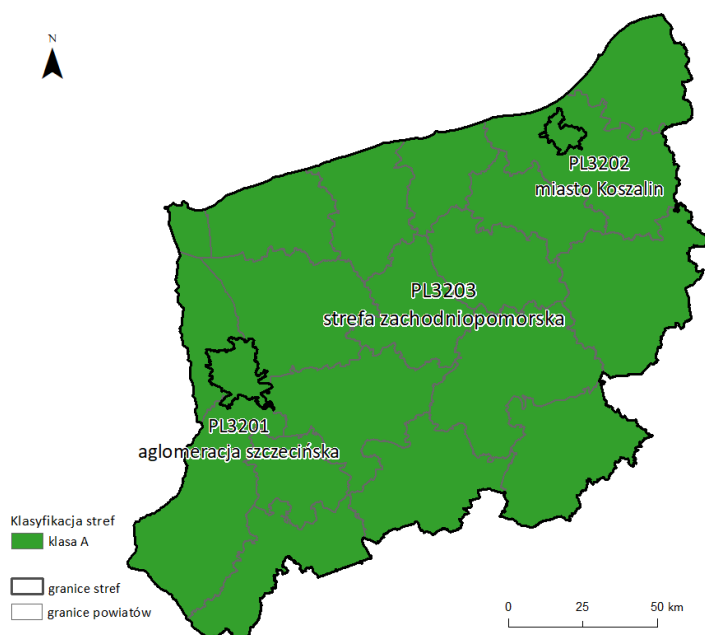 N
PL3202
miasto Koszalin
PL3203
strefa zachodniopomorska
PL3201
aglomeracja szczecińska
Klasyfikacja stref
klasa A
granice stref
granice powiatów
0 25 50 km